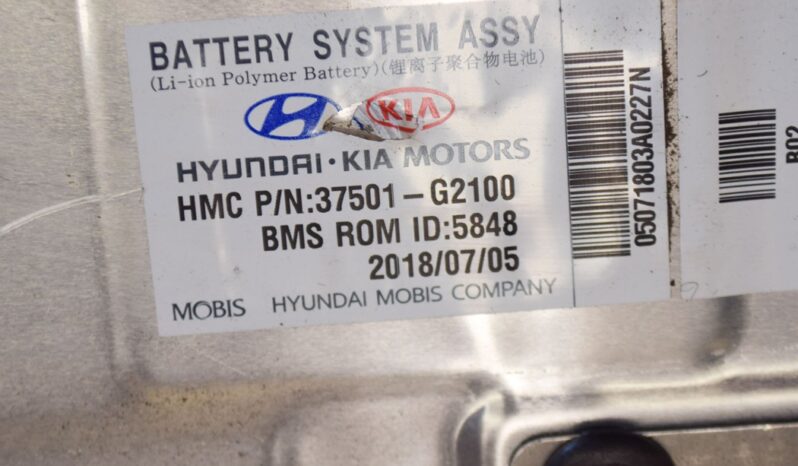 BATTERY SYSTEM ASSY
(Li-ion Polymer Battery)(锂离子聚合物电池)
KIA
HYUNDAI·KIA MOTORS
HMC P/N:37501-G2100
BMS ROM ID:5848
2018/07/05
MOBIS HYUNDAI MOBIS COMPANY
05071803A0227N
B02